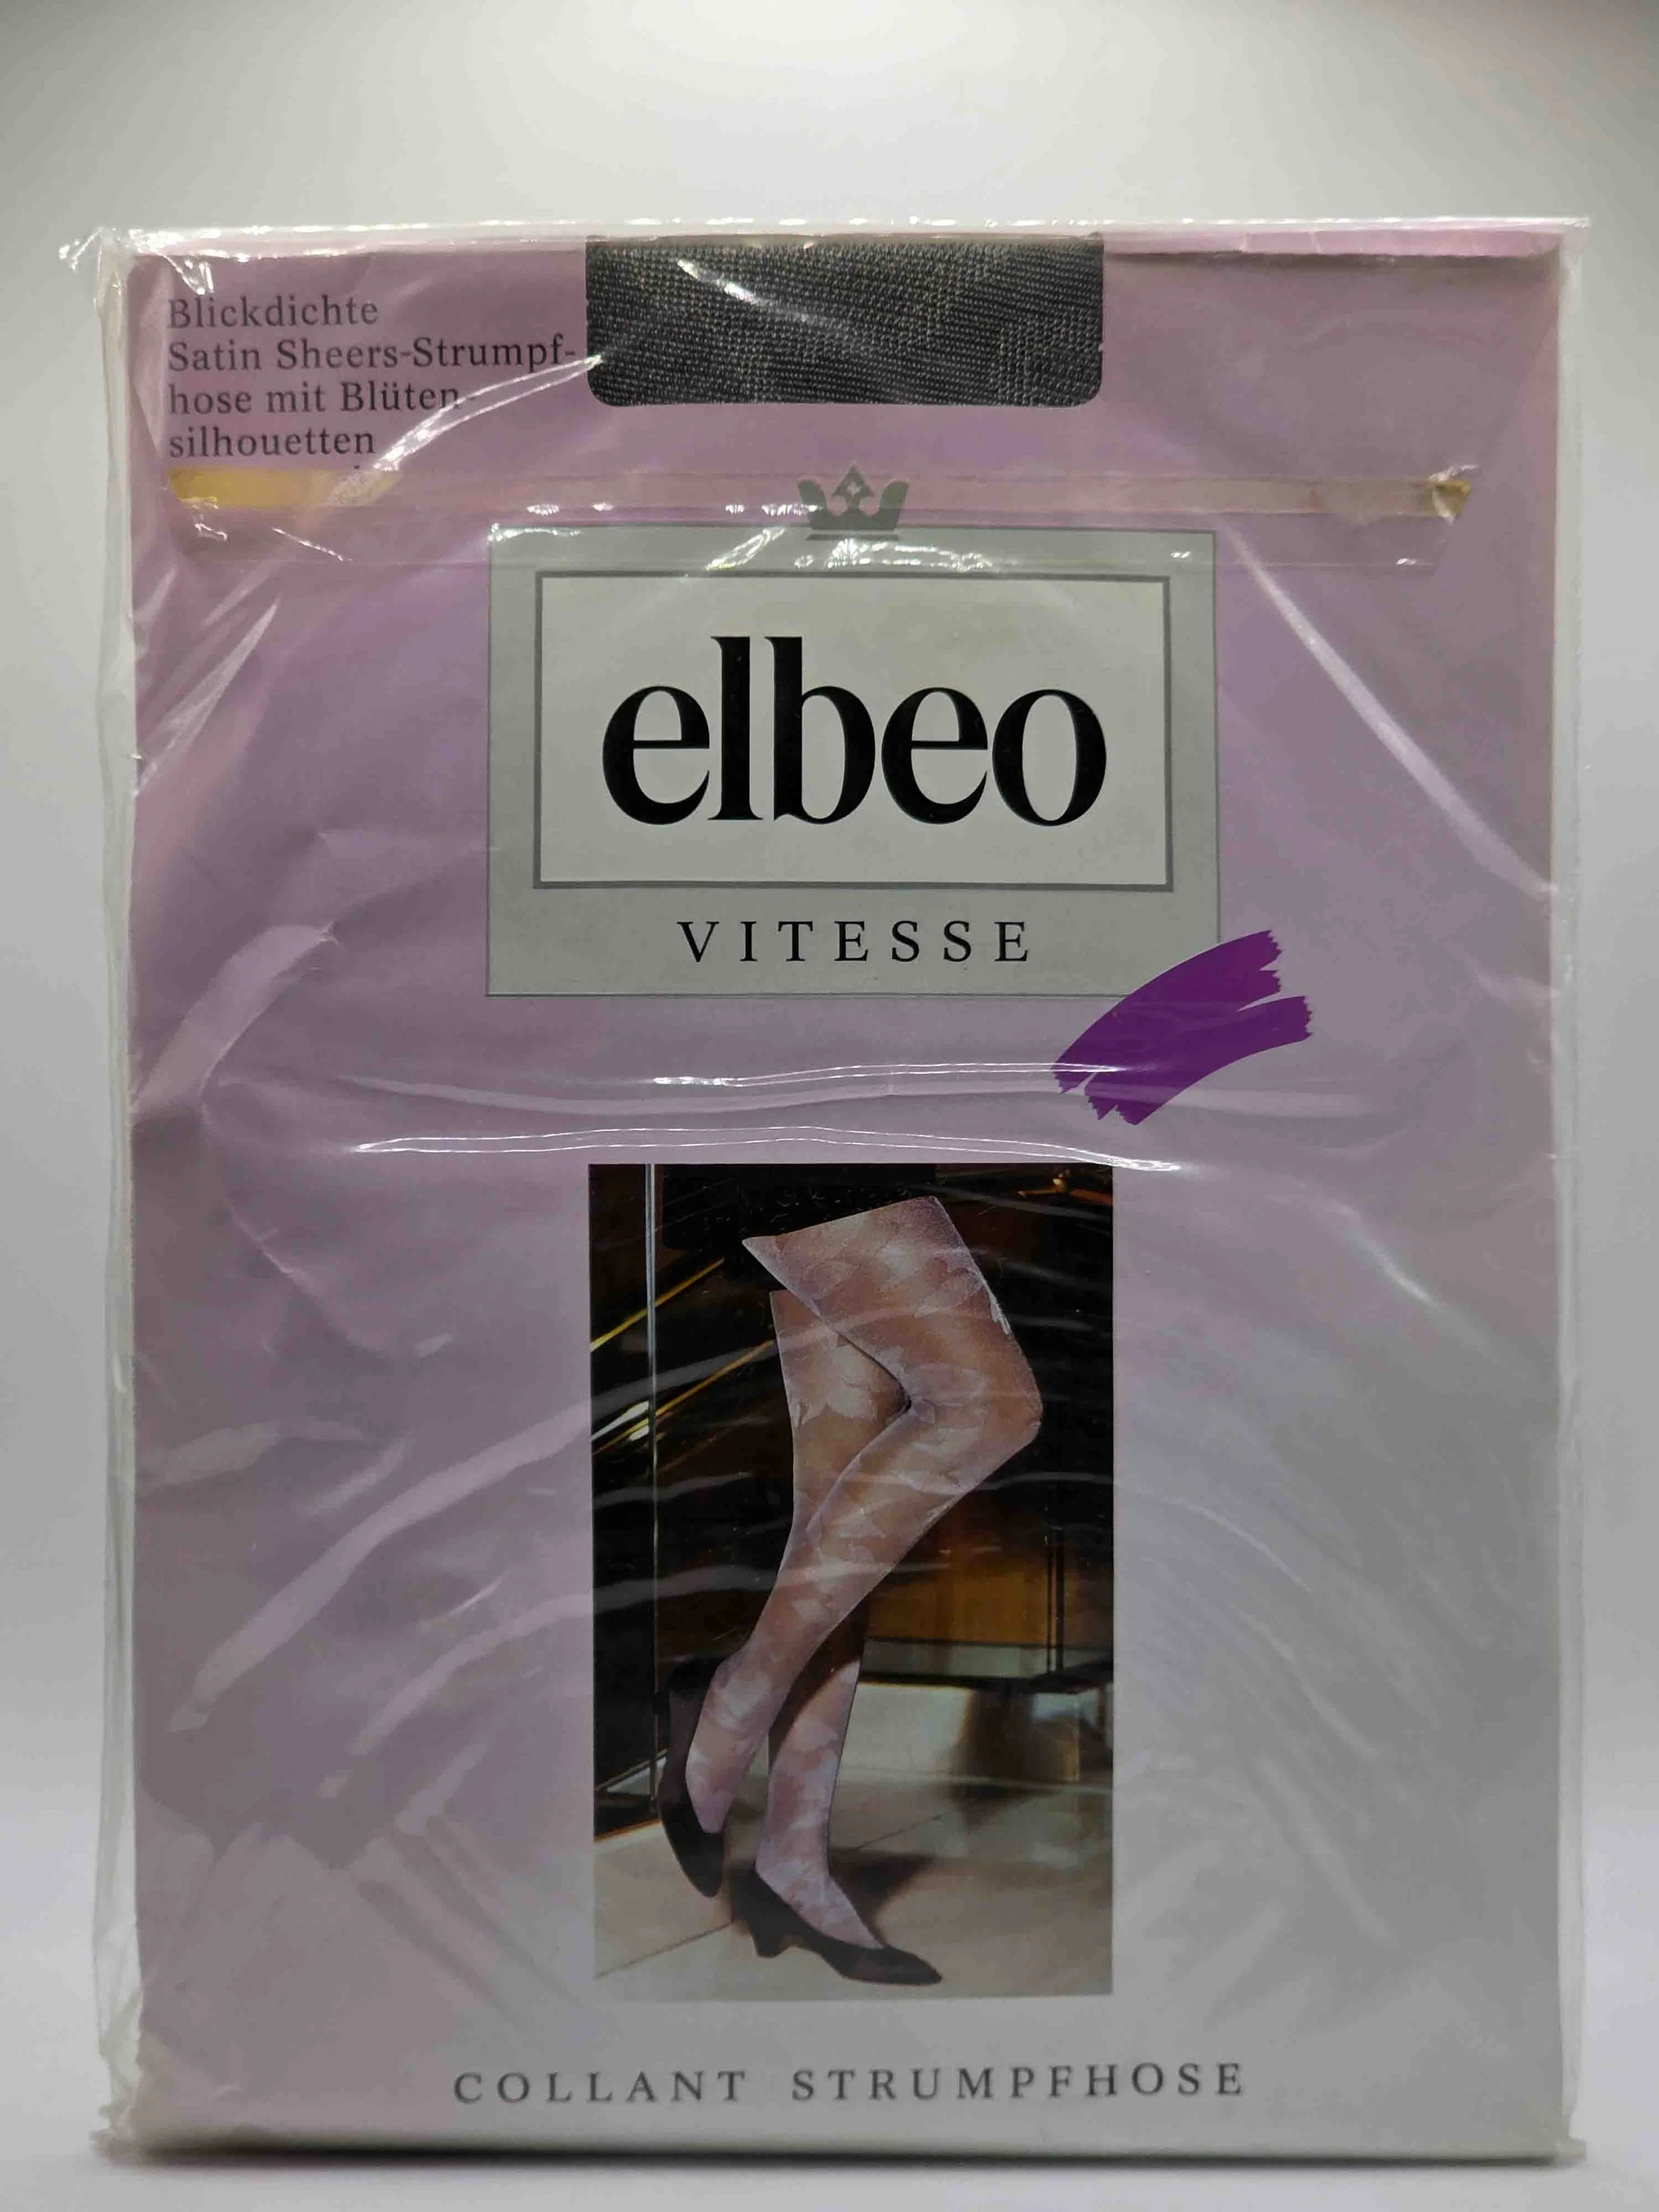 Blickdichte
Satin Sheers-Strumpf-
hose mit Blüten-
silhouetten
elbeo
VITESSE
COLLANT STRUMPFHOSE